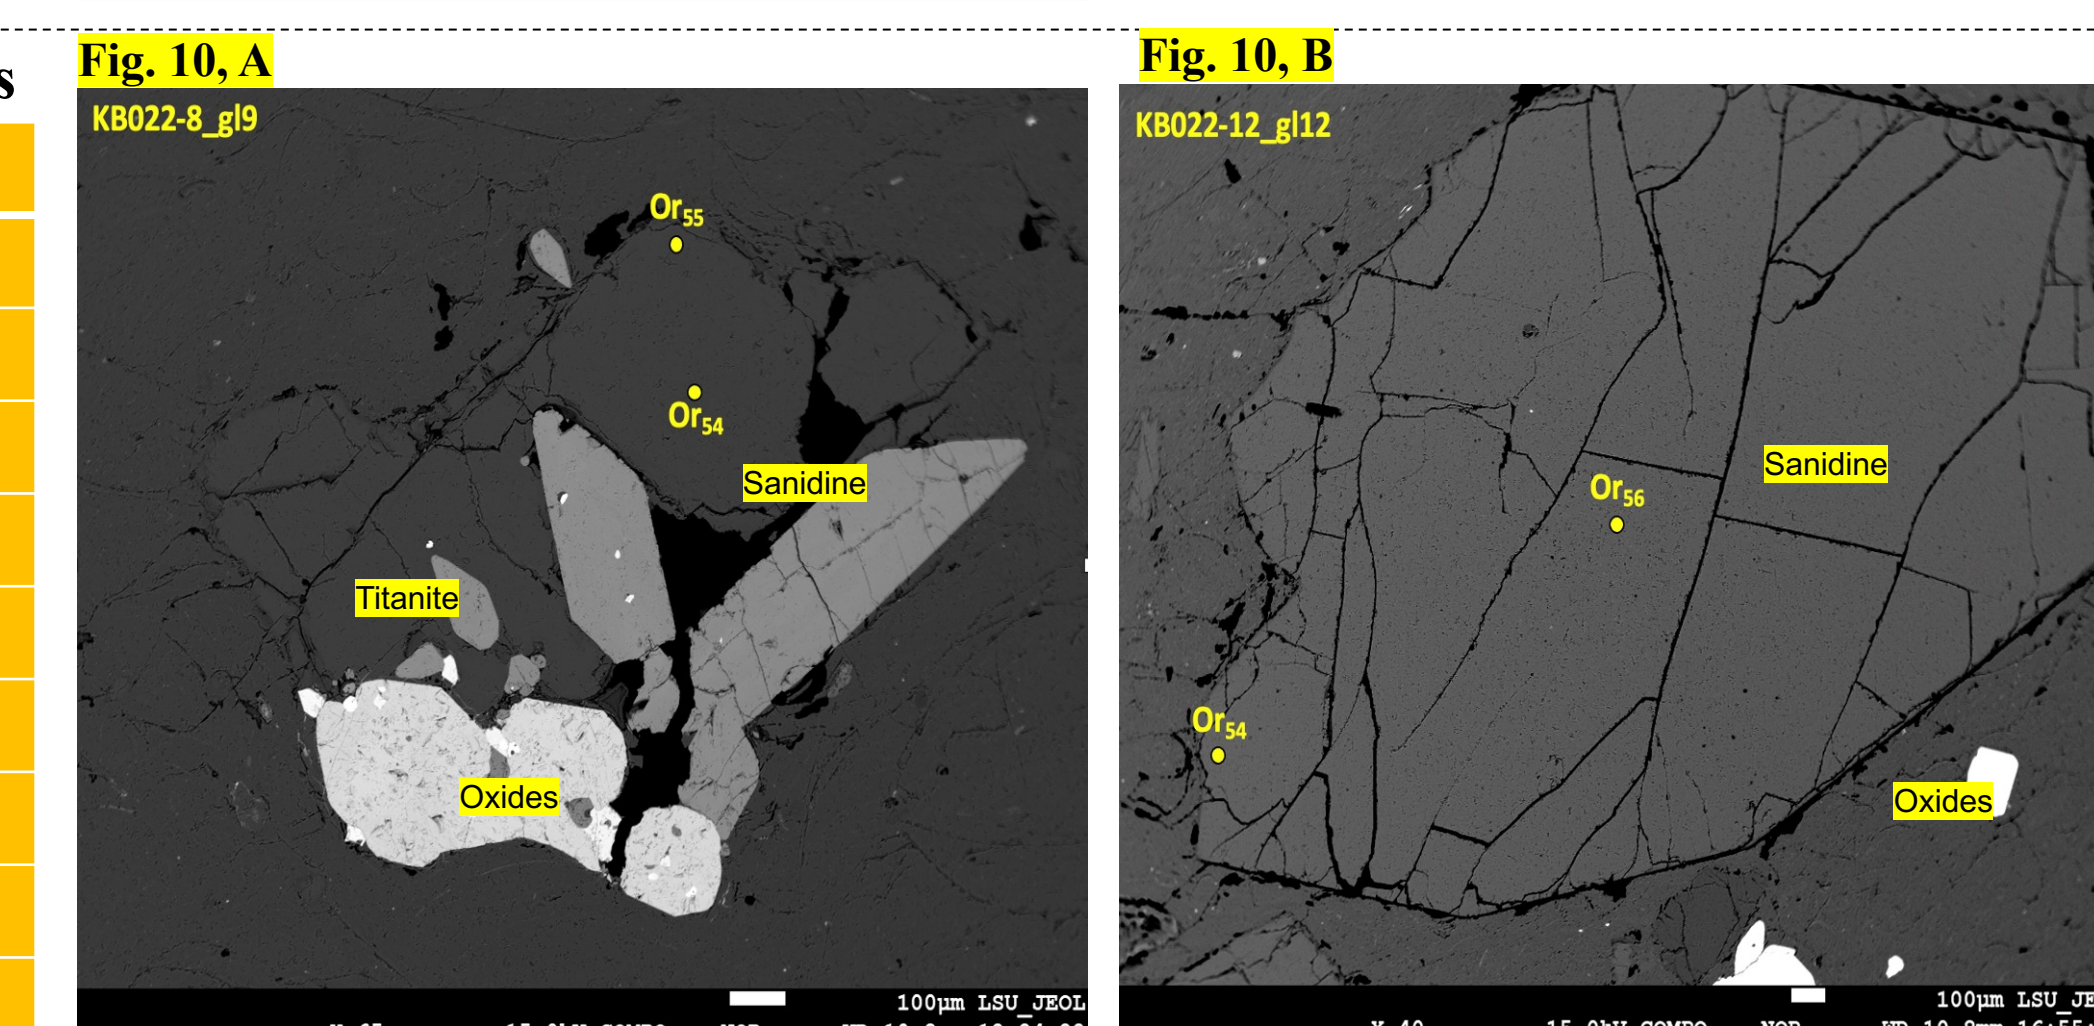 s
Fig. 10, A
KB022-8_gl9
Or55
Or54
Sanidine
Titanite
Oxides
100µm LSU_JEOL
Fig. 10, B
KB022-12_gl12
Sanidine
Or56
Or54
Oxides
100µm LSU_JE